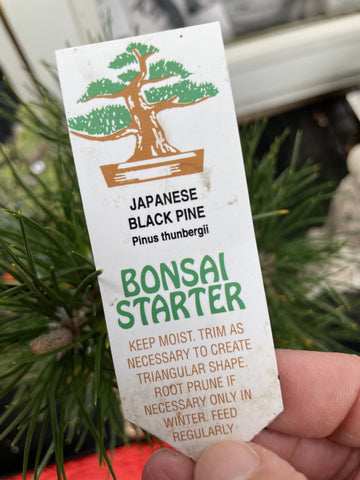 JAPANESE
BLACK PINE
Pinus thunbergii
BONSAI
STARTER
KEEP MOIST. TRIM AS
NECESSARY TO CREATE
TRIANGULAR SHAPE.
ROOT PRUNE IF
NECESSARY ONLY IN
WINTER. FEED
REGULARLY